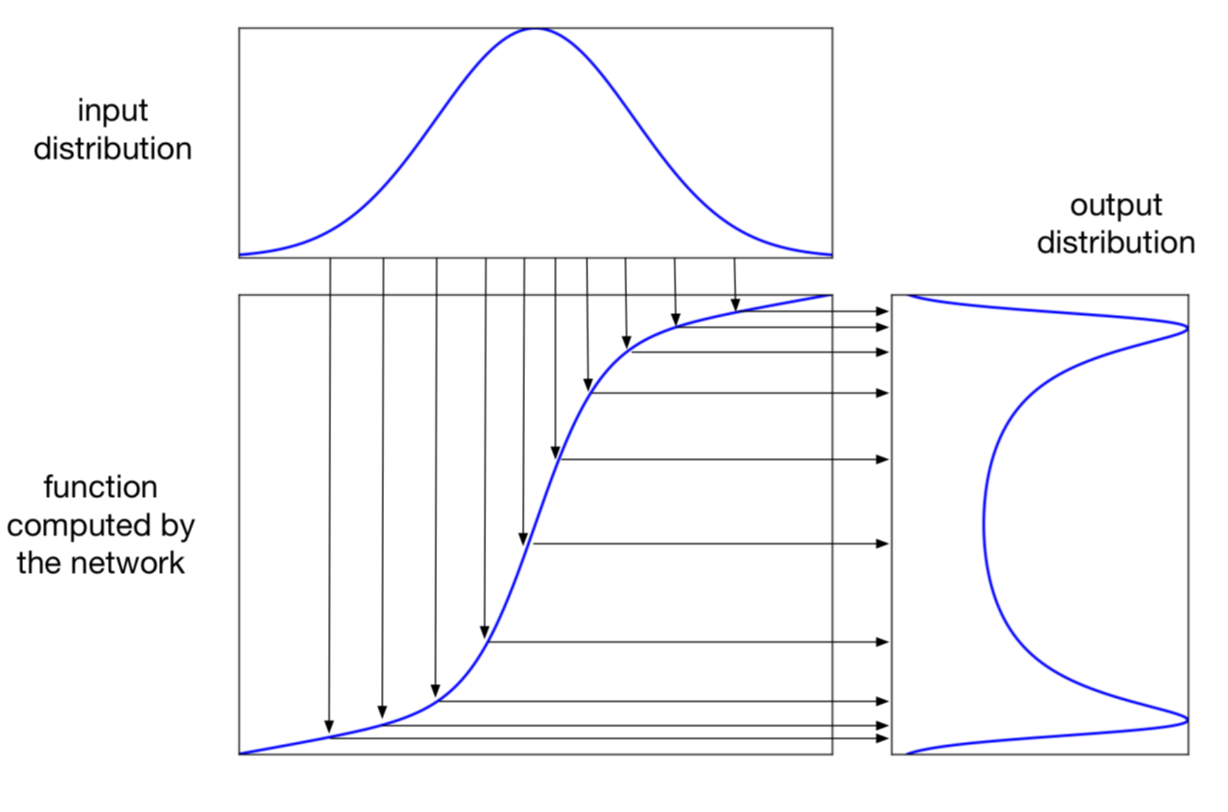 input
distribution
output
distribution
function
computed by
the network